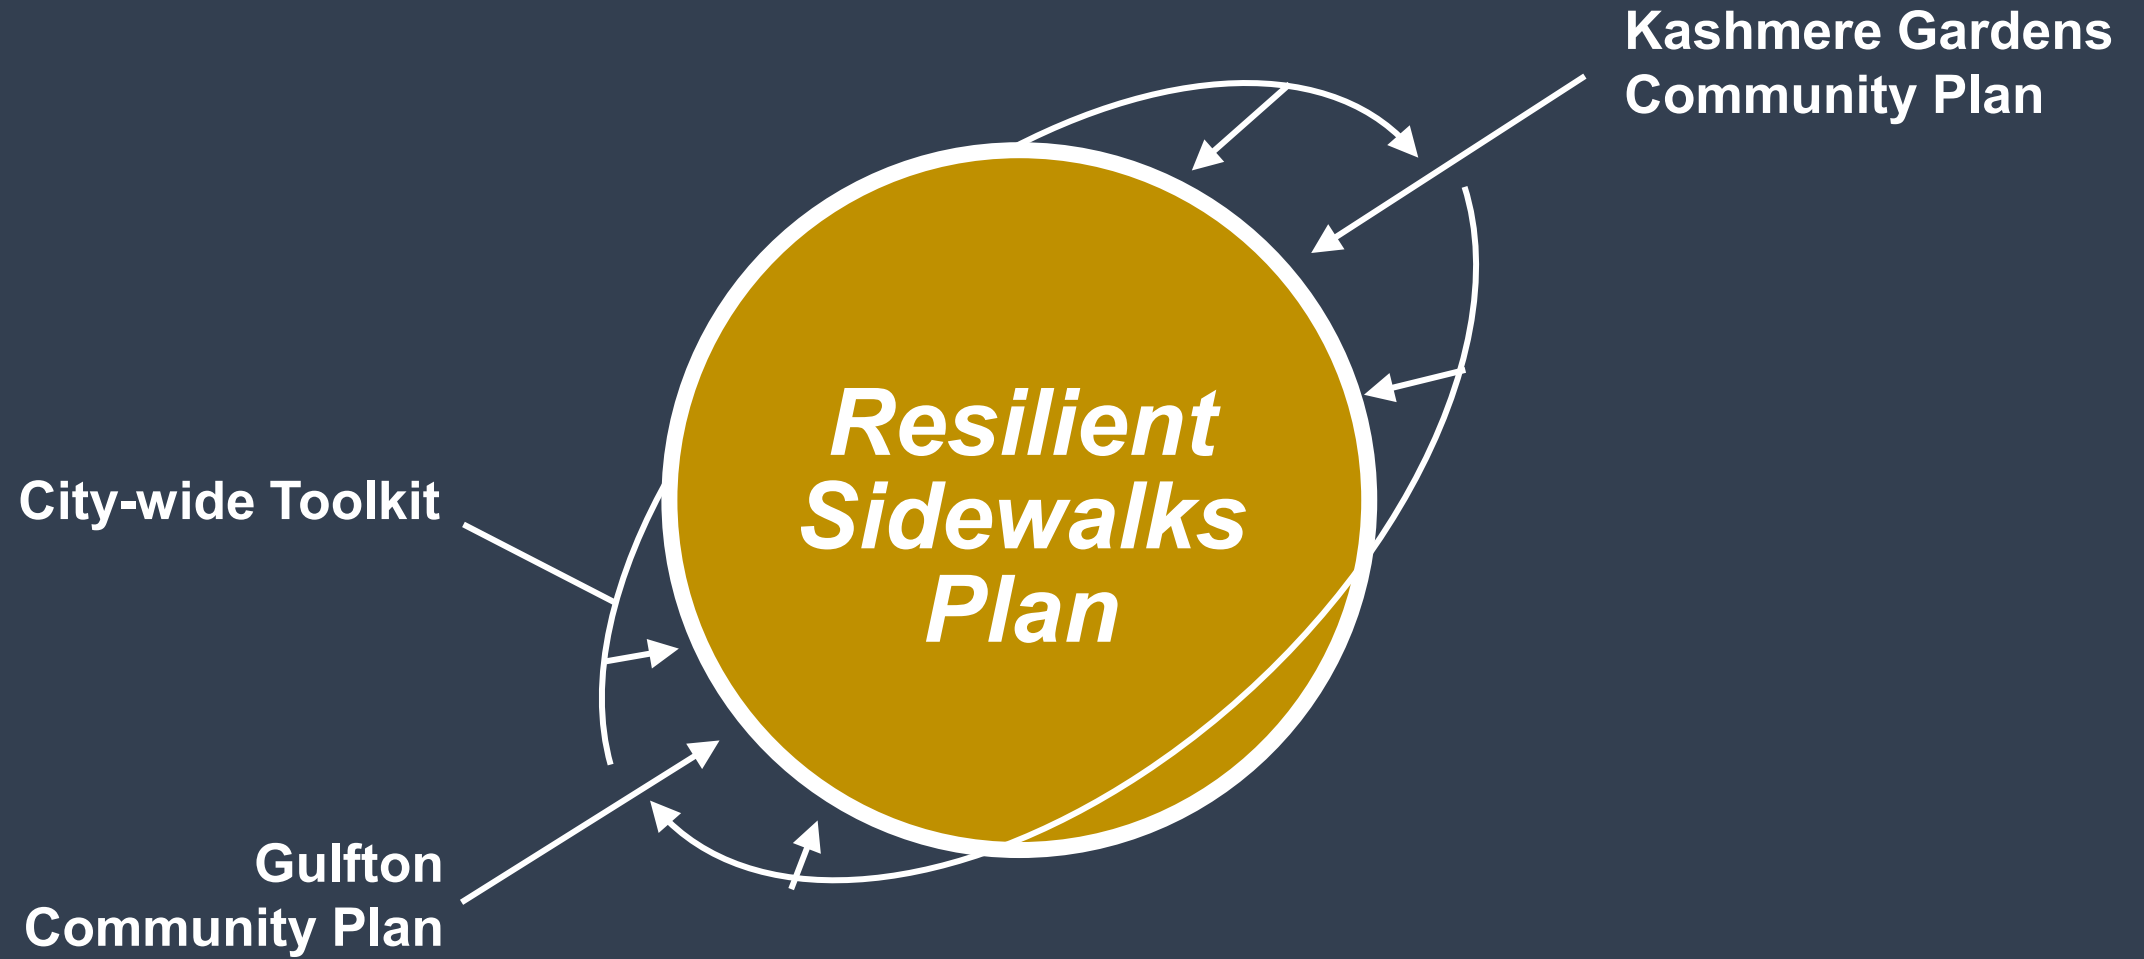 Kashmere Gardens
Community Plan
Resilient
Sidewalks
Plan
City-wide Toolkit
Gulfton
Community Plan